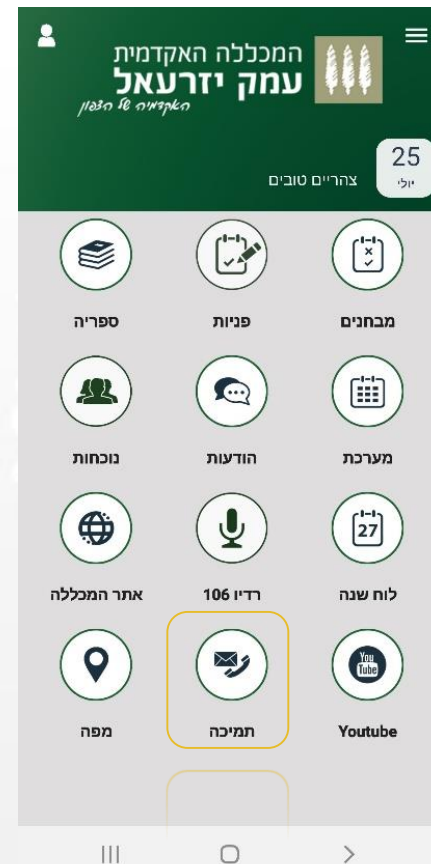 המכללה האקדמית
עמק יזרעאל
האקדמיה של הצפון
25
יולי
צהריים טובים
מבחנים
פניות
ספריה
מערכת
הודעות
נוכחות
27
לוח שנה
רדיו 106
אתר המכללה
You
Tube
Youtube
תמיכה
מפה